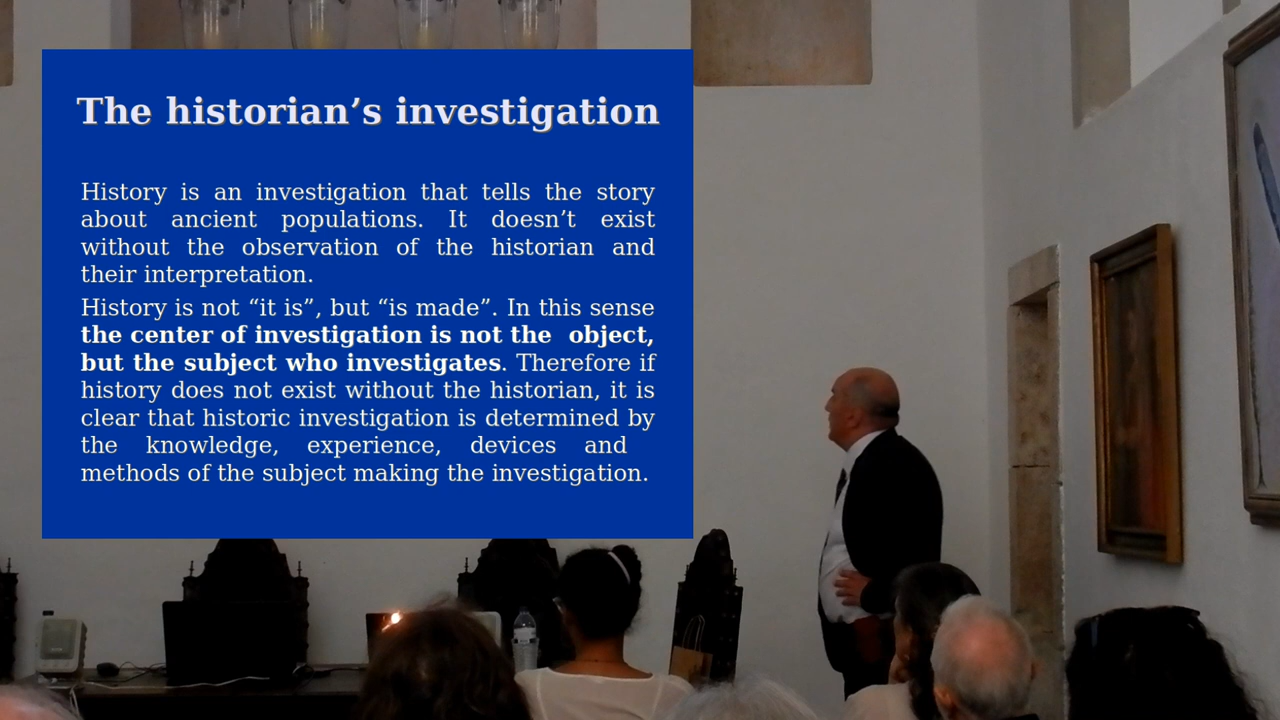 The historian’s investigation
History is an investigation that tells the story
about ancient populations. It doesn’t exist
without the observation of the historian and
their interpretation.
History is not “it is”, but “is made”. In this sense
the center of investigation is not the  object,
but the subject who investigates. Therefore if
history does not exist without the historian, it is
clear that historic investigation is determined by
the knowledge, experience, devices and
methods of the subject making the investigation.